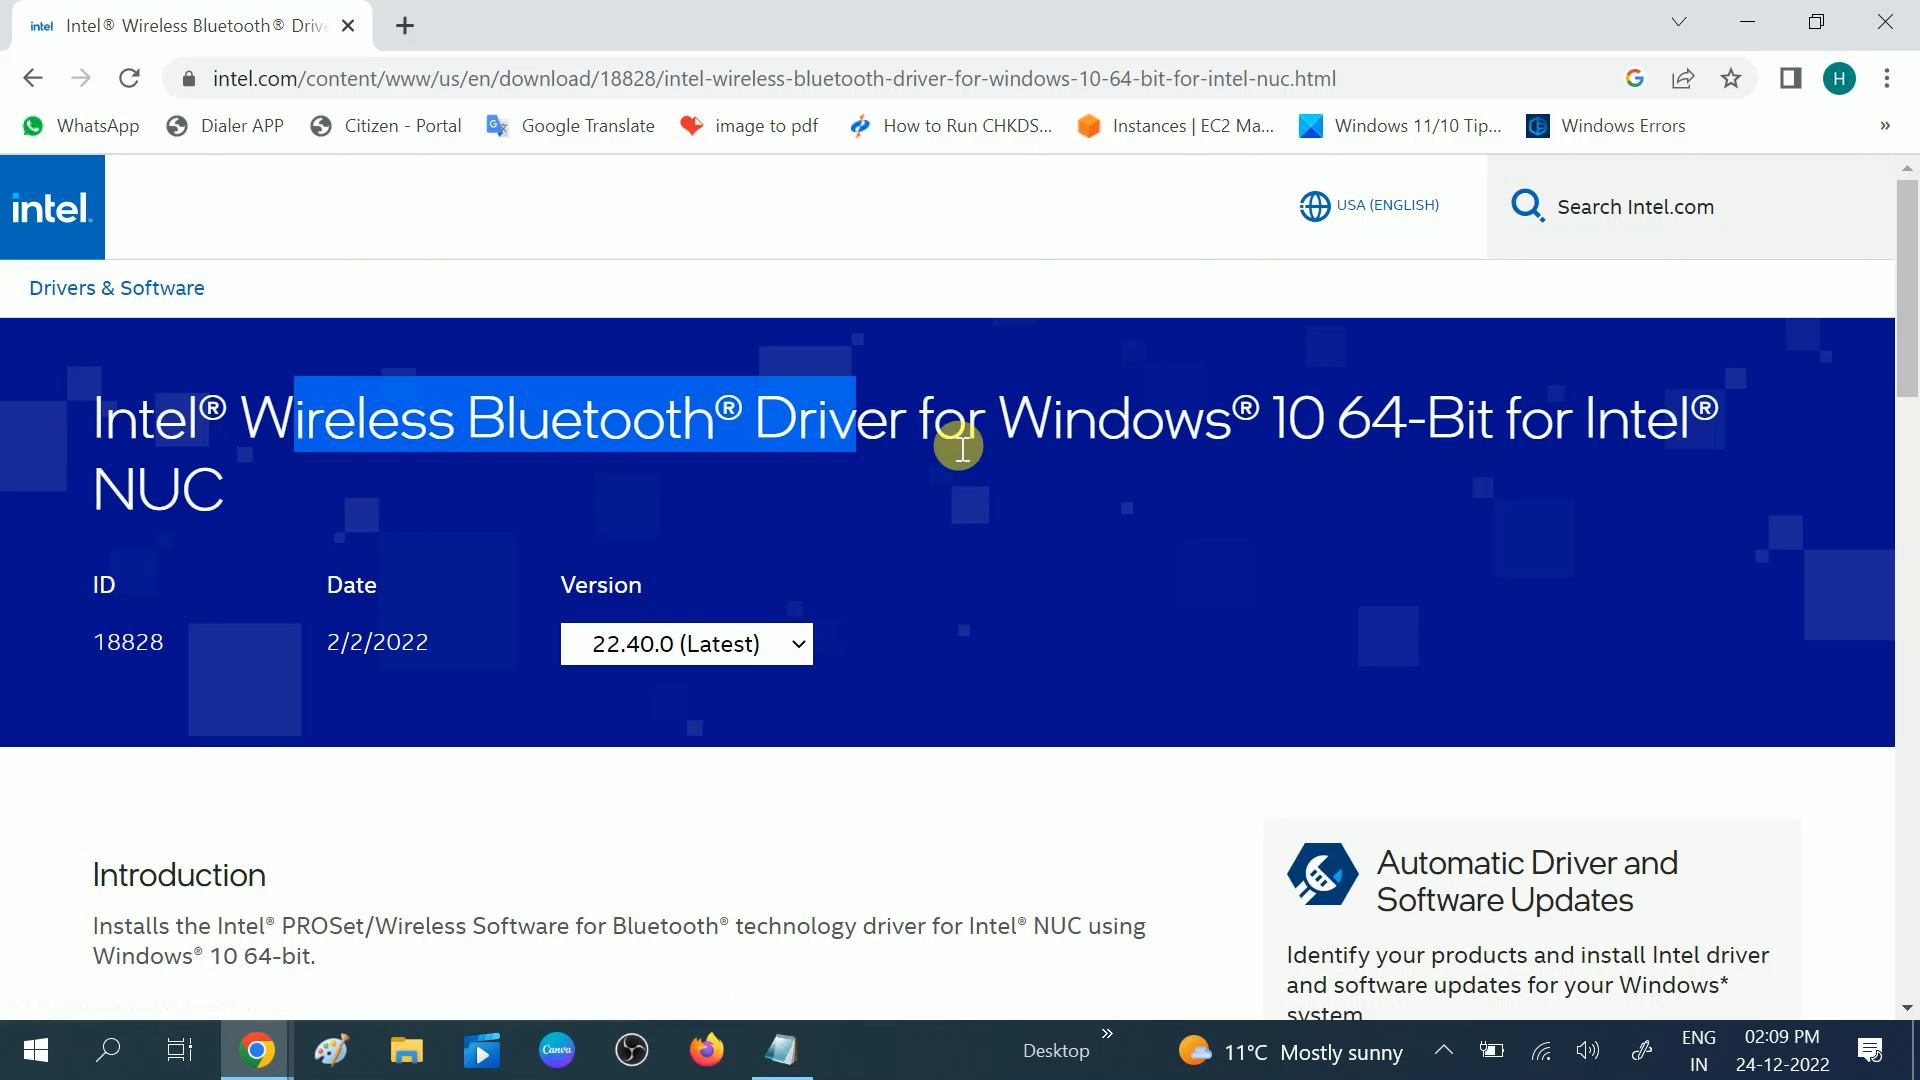 intel Intel® Wireless Bluetooth® Driv
intel.com/content/www/us/en/download/18828/intel-wireless-bluetooth-driver-for-windows-10-64-bit-for-intel-nuc.html
H
WhatsApp Dialer APP Citizen - Portal Google Translate image to pdf How to Run CHKDS... Instances | EC2 Ma... Windows 11/10 Tip... Windows Errors »
intel.
USA (ENGLISH)
Search Intel.com
Drivers & Software
Intel® Wireless Bluetooth® Driver for Windows® 10 64-Bit for Intel®
NUC
ID Date Version
18828 2/2/2022 22.40.0 (Latest)
Introduction
Installs the Intel® PROSet/Wireless Software for Bluetooth® technology driver for Intel® NUC using
Windows® 10 64-bit.
Automatic Driver and
Software Updates
Identify your products and install Intel driver
and software updates for your Windows*
system
Canva
Desktop »
11°C Mostly sunny
ENG
IN
02:09 PM
24-12-2022